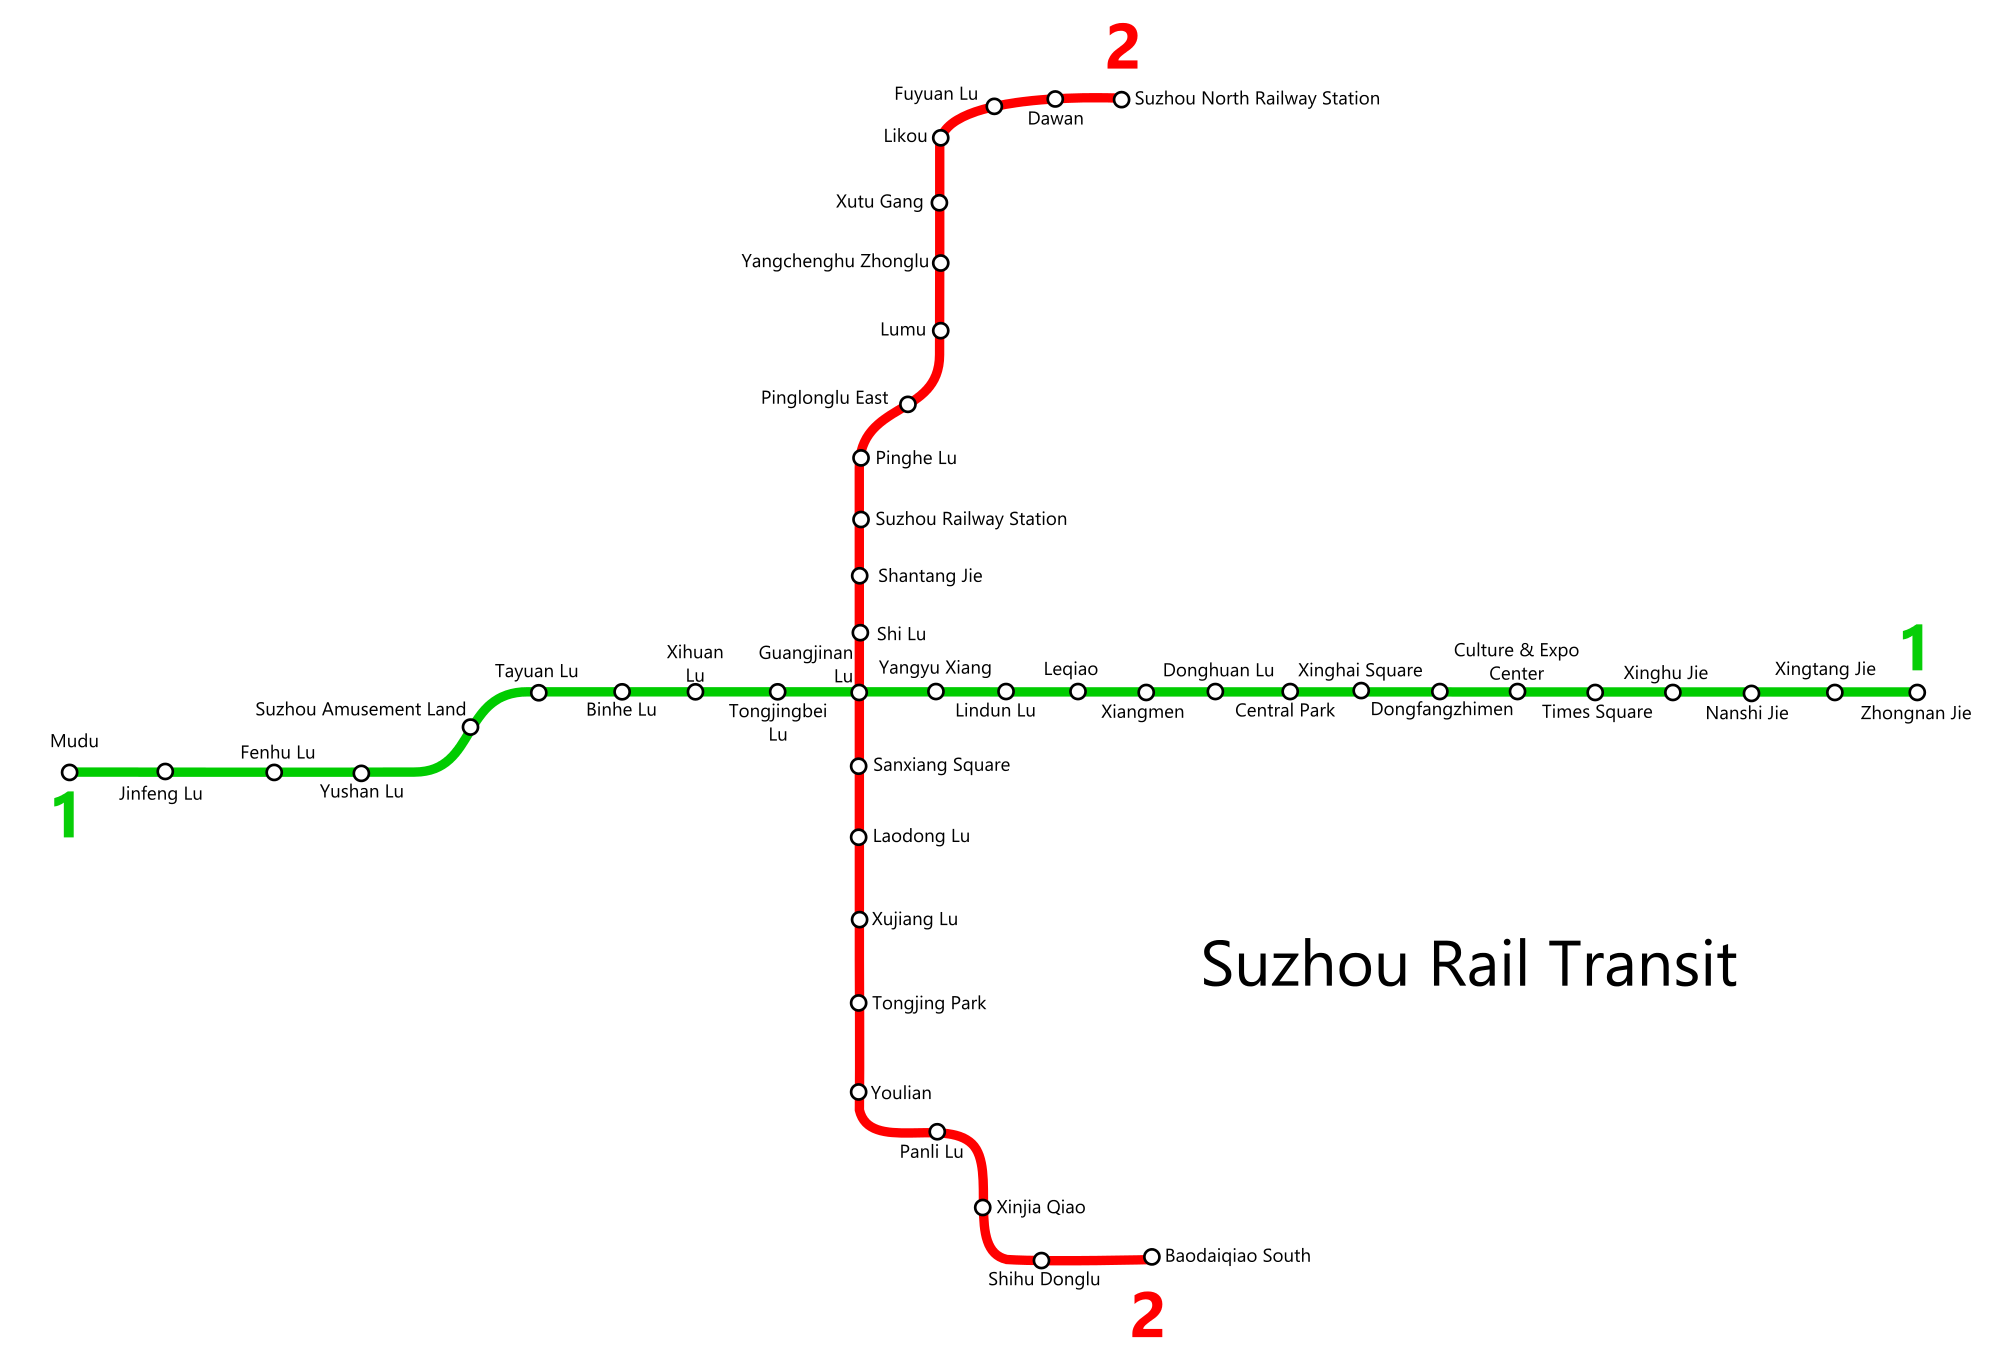 2
Fuyuan Lu
Suzhou North Railway Station
Dawan
Likou
Xutu Gang
Yangchenghu Zhonglu
Lumu
Pinglonglu East
Pinghe Lu
Suzhou Railway Station
Shantang Jie
Shi Lu
1
Mudu
Jinfeng Lu
Fenhu Lu
Yushan Lu
Suzhou Amusement Land
Tayuan Lu
Binhe Lu
Xihuan
Lu
Tongjingbei
Lu
Guangjinan
Lu
Yangyu Xiang
Lindun Lu
Leqiao
Xiangmen
Donghuan Lu
Central Park
Xinghai Square
Dongfangzhimen
Culture & Expo
Center
Times Square
Xinghu Jie
Nanshi Jie
Xingtang Jie
Zhongnan Jie
1
Sanxiang Square
Laodong Lu
Xujiang Lu
Suzhou Rail Transit
Tongjing Park
Youlian
Panli Lu
Xinjia Qiao
Shihu Donglu
Baodaiqiao South
2